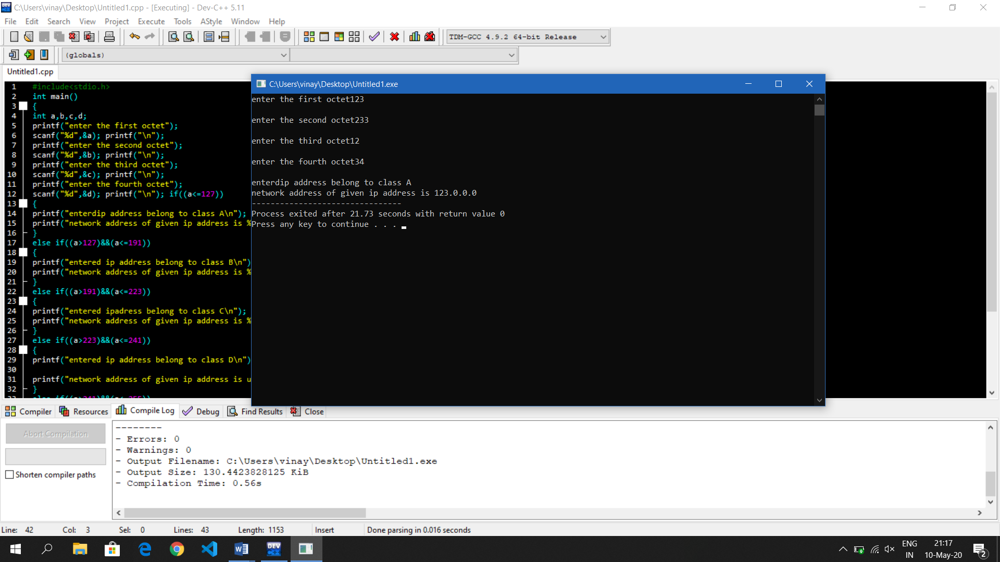 C:\Users\vinay\Desktop\Untitled1.cpp - [Executing] - Dev-C++ 5.11
File Edit Search View Project Execute Tools AStyle Window Help
TDM-GCC 4.9.2 64-bit Release
(globals)
Untitled1.cpp
1 #include<stdio.h>
2 int main()
3 {
4 int a,b,c,d;
5 printf("enter the first octet");
6 scanf("%d",&a); printf("\n");
7 printf("enter the second octet");
8 scanf("%d",&b); printf("\n");
9 printf("enter the third octet");
10 scanf("%d",&c); printf("\n");
11 printf("enter the fourth octet");
12 scanf("%d",&d); printf("\n"); if((a<=127))
13 {
14 printf("enterdip address belong to class A\n");
15 printf("network address of given ip address is %
16 }
17 else if((a>127)&&(a<=191))
18 {
19 printf("entered ip address belong to class B\n")
20 printf("network address of given ip address is %
21 }
22 else if((a>191)&&(a<=223))
23 {
24 printf("entered ipadress belong to class C\n");
25 printf("network address of given ip address is %
26 }
27 else if((a>223)&&(a<=241))
28 {
29 printf("entered ip address belong to class D\n")
30
31 printf("network address of given ip address is u
32 }
33 else if((a>241)&&(a<=255))
C:\Users\vinay\Desktop\Untitled1.exe
enter the first octet123
enter the second octet233
enter the third octet12
enter the fourth octet34
enterdip address belong to class A
network address of given ip address is 123.0.0.0
--------------------------------
Process exited after 21.73 seconds with return value 0
Press any key to continue . . .
Compiler Resources Compile Log Debug Find Results Close
Abort Compilation
Shorten compiler paths
--------
- Errors: 0
- Warnings: 0
- Output Filename: C:\Users\vinay\Desktop\Untitled1.exe
- Output Size: 130.4423828125 KiB
- Compilation Time: 0.56s
Line: 42 Col: 3 Sel: 0 Lines: 43 Length: 1153 Insert Done parsing in 0.016 seconds
DEV C++
ENG
IN
21:17
10-May-20
2